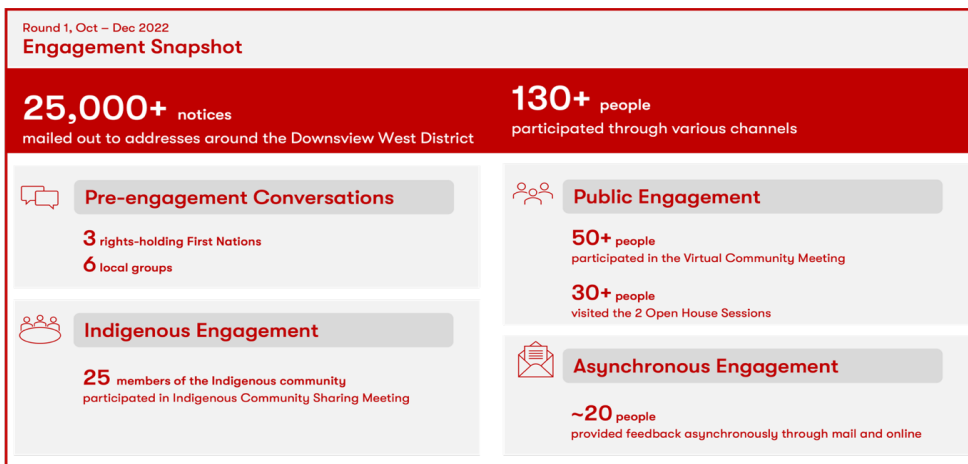 Round 1, Oct – Dec 2022
Engagement Snapshot
25,000+ notices
mailed out to addresses around the Downsview West District
130+ people
participated through various channels
Pre-engagement Conversations
3 rights-holding First Nations
6 local groups
Indigenous Engagement
25 members of the Indigenous community
participated in Indigenous Community Sharing Meeting
Public Engagement
50+ people
participated in the Virtual Community Meeting
30+ people
visited the 2 Open House Sessions
Asynchronous Engagement
~20 people
provided feedback asynchronously through mail and online